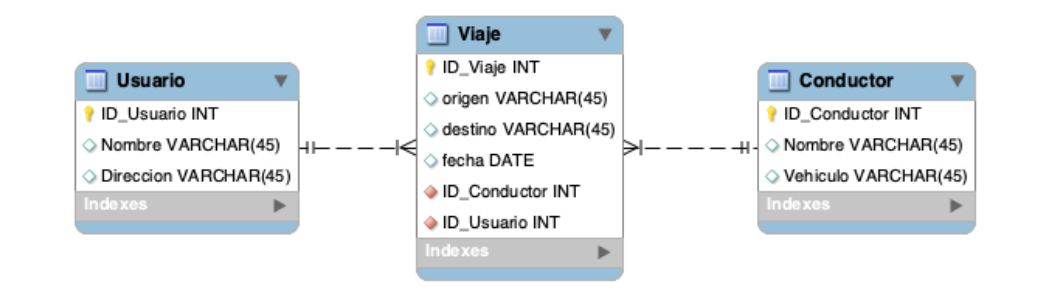 Usuario
ID_Usuario INT
Nombre VARCHAR(45)
Direccion VARCHAR(45)
Indexes
Viaje
ID_Viaje INT
origen VARCHAR(45)
destino VARCHAR(45)
fecha DATE
ID_Conductor INT
ID_Usuario INT
Indexes
Conductor
ID_Conductor INT
Nombre VARCHAR(45)
Vehiculo VARCHAR(45)
Indexes